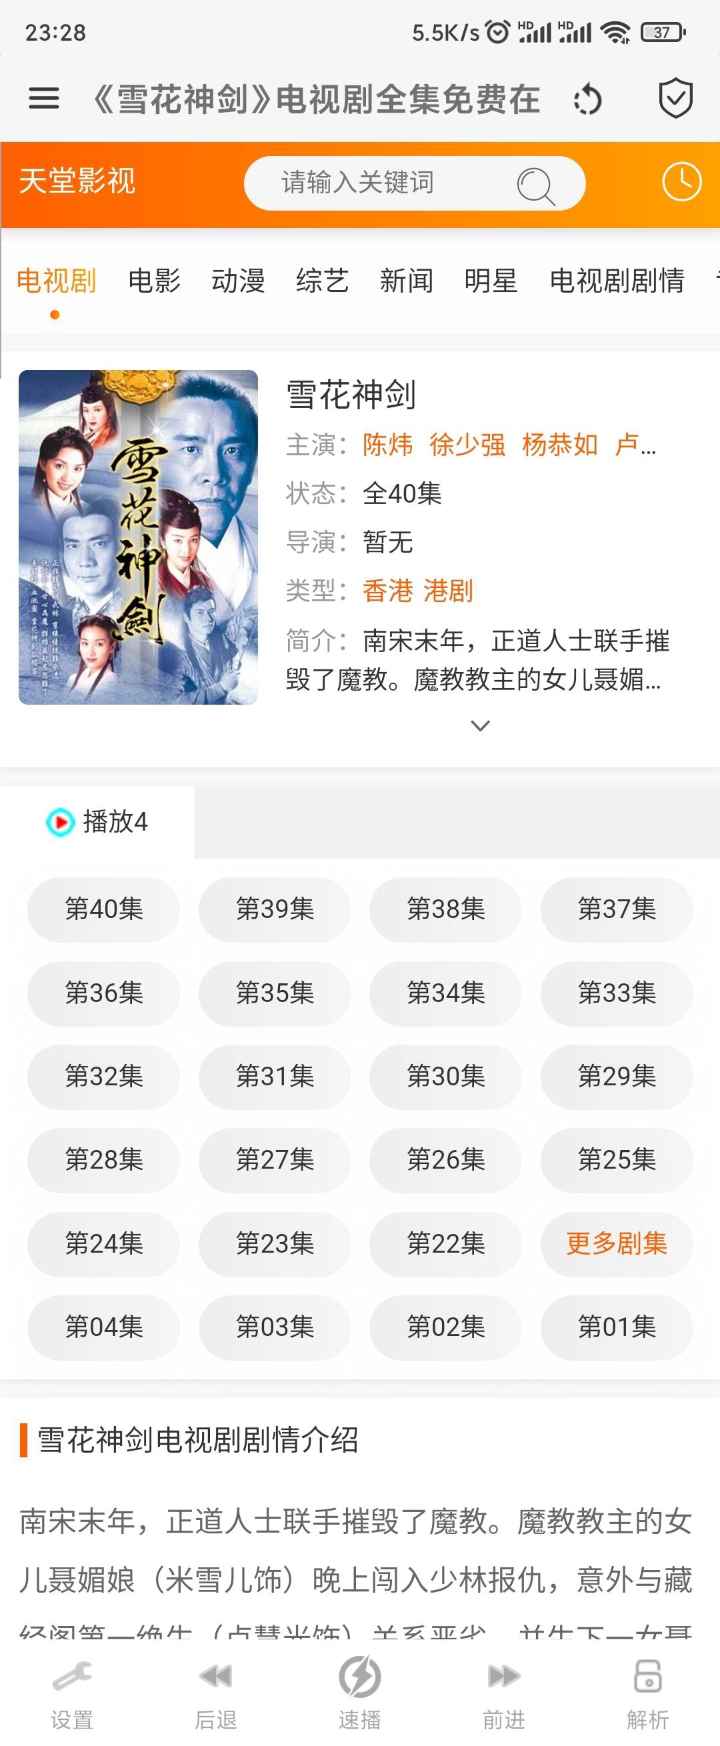 23:28
5.5K/s HD HD 37
《雪花神剑》电视剧全集免费在
天堂影视
请输入关键词
电视剧 电影 动漫 综艺 新闻 明星 电视剧剧情
雪花神剑
主演：陈炜 徐少强 杨恭如 卢...
状态：全40集
导演：暂无
类型：香港 港剧
简介：南宋末年，正道人士联手摧
毁了魔教。魔教教主的女儿聂媚...
雪花神劍
播放4
第40集 第39集 第38集 第37集
第36集 第35集 第34集 第33集
第32集 第31集 第30集 第29集
第28集 第27集 第26集 第25集
第24集 第23集 第22集 更多剧集
第04集 第03集 第02集 第01集
雪花神剑电视剧剧情介绍
南宋末年，正道人士联手摧毁了魔教。魔教教主的女
儿聂媚娘（米雪儿饰）晚上闯入少林报仇，意外与藏
设置 后退 速播 前进 解析